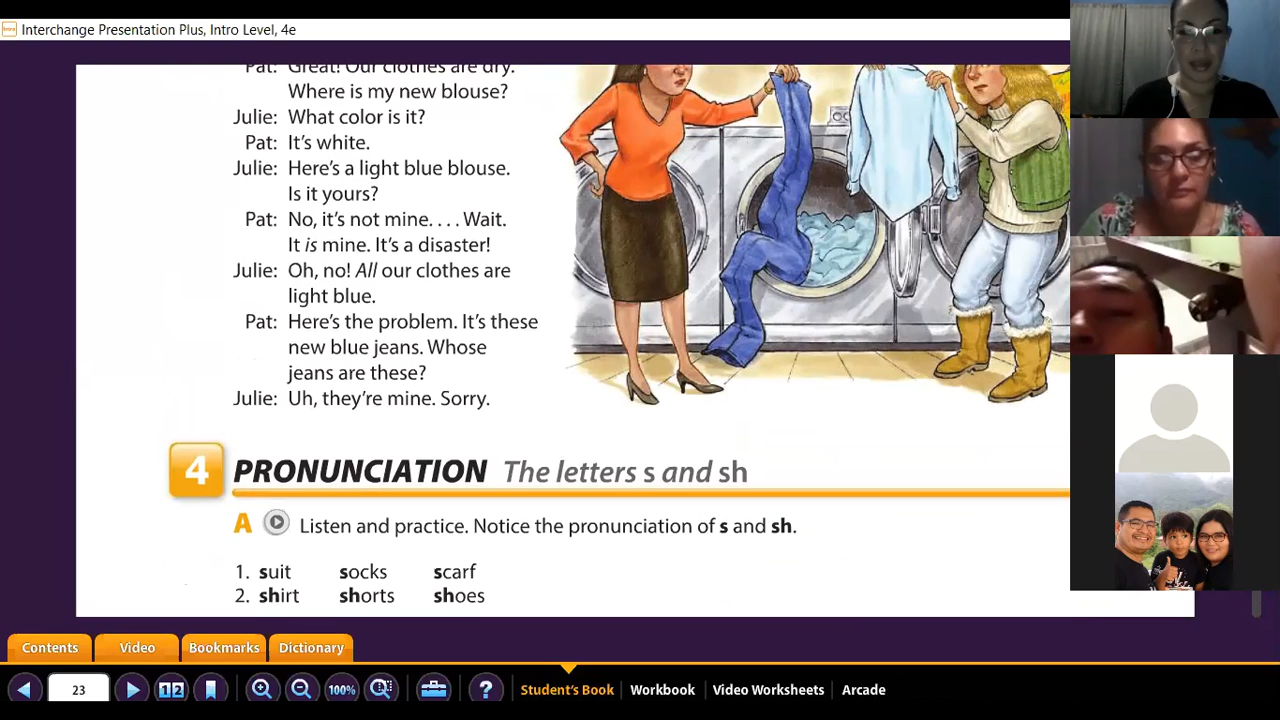 Interchange Presentation Plus, Intro Level, 4e
Pat: Great! Our clothes are dry.
Where is my new blouse?
Julie: What color is it?
Pat: It's white.
Julie: Here's a light blue blouse.
Is it yours?
Pat: No, it's not mine. . . . Wait.
It is mine. It's a disaster!
Julie: Oh, no! All our clothes are
light blue.
Pat: Here's the problem. It's these
new blue jeans. Whose
jeans are these?
Julie: Uh, they're mine. Sorry.
4 PRONUNCIATION The letters s and sh
A Listen and practice. Notice the pronunciation of s and sh.
1. suit socks scarf
2. shirt shorts shoes
Contents Video Bookmarks Dictionary
23 1 2 100% ? Student's Book Workbook Video Worksheets Arcade